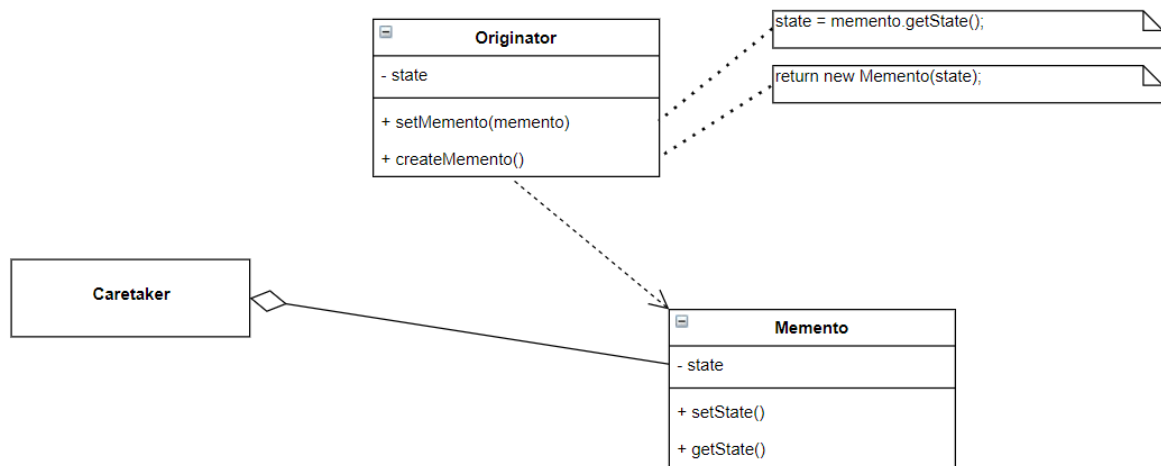 Originator
- state
+ setMemento(memento)
+ createMemento()
state = memento.getState();
return new Memento(state);
Caretaker
Memento
- state
+ setState()
+ getState()